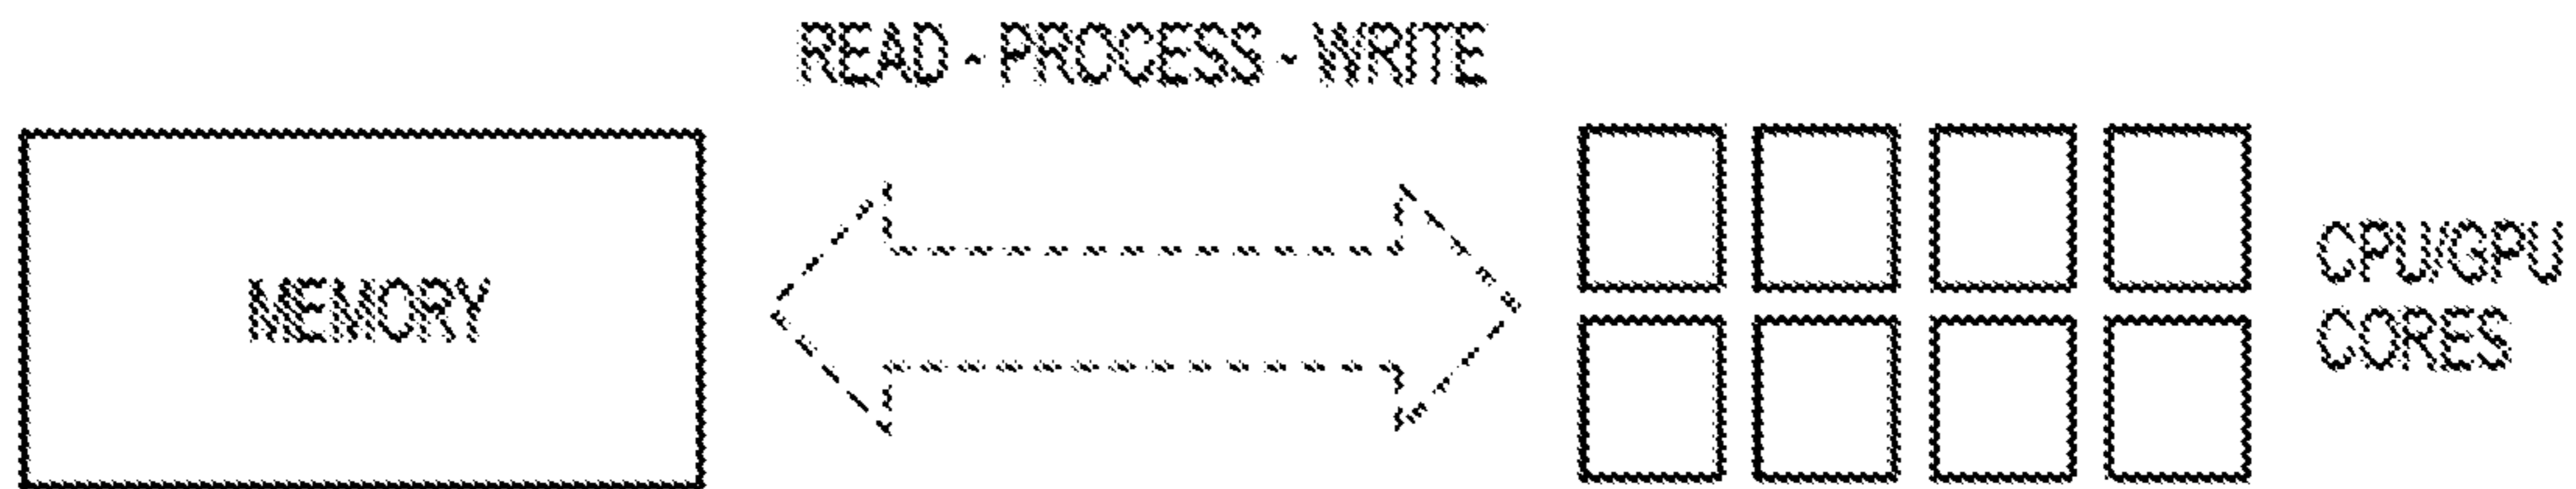 READ - PROCESS - WRITE
MEMORY
CPU/GPU
CORES